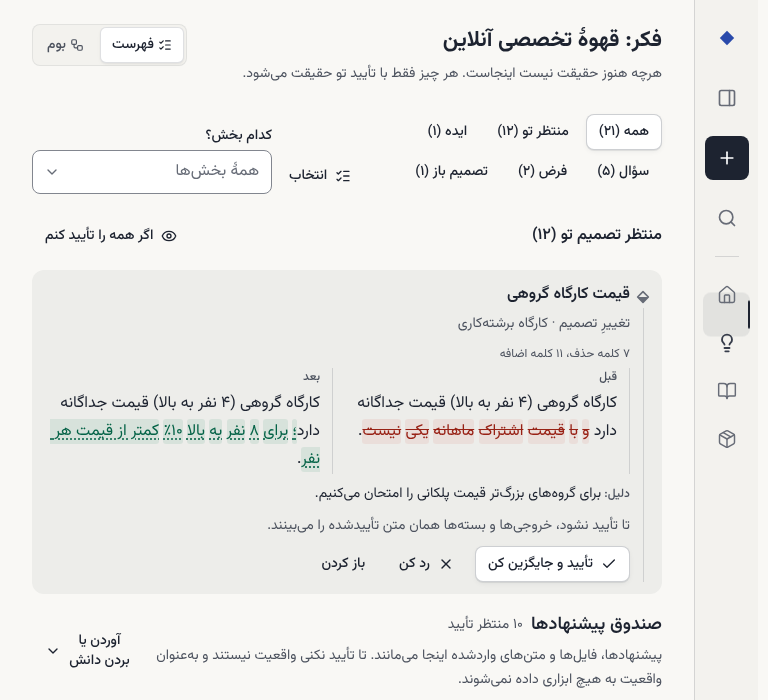 فکر: قهوهٔ تخصصی آنلاین
فهرست
بوم
هرچه هنوز حقیقت نیست اینجاست. هر چیز فقط با تأیید تو حقیقت می‌شود.
همه (۲۱)
منتظر تو (۱۲)
ایده (۱)
سؤال (۵)
فرض (۲)
تصمیم باز (۱)
انتخاب
کدام بخش؟
همهٔ بخش‌ها
منتظر تصمیم تو (۱۲)
اگر همه را تأیید کنم
قیمت کارگاه گروهی
تغییرِ تصمیم · کارگاه برشته‌کاری
۷ کلمه حذف، ۱۱ کلمه اضافه
قبل
کارگاه گروهی (۴ نفر به بالا) قیمت جداگانه
دارد و با قیمت اشتراک ماهانه یکی نیست.
بعد
کارگاه گروهی (۴ نفر به بالا) قیمت جداگانه
دارد؛ برای ۸ نفر به بالا ۱۰٪ کمتر از قیمت هر
نفر.
دلیل: برای گروه‌های بزرگ‌تر قیمت پلکانی را امتحان می‌کنیم.
تا تأیید نشود، خروجی‌ها و بسته‌ها همان متن تأییدشده را می‌بینند.
تأیید و جایگزین کن
رد کن
باز کردن
صندوق پیشنهادها ۱۰ منتظر تأیید
پیشنهادها، فایل‌ها و متن‌های واردشده اینجا می‌مانند. تا تأیید نکنی واقعیت نیستند و به‌عنوان
واقعیت به هیچ ابزاری داده نمی‌شوند.
آوردن یا
بردن دانش